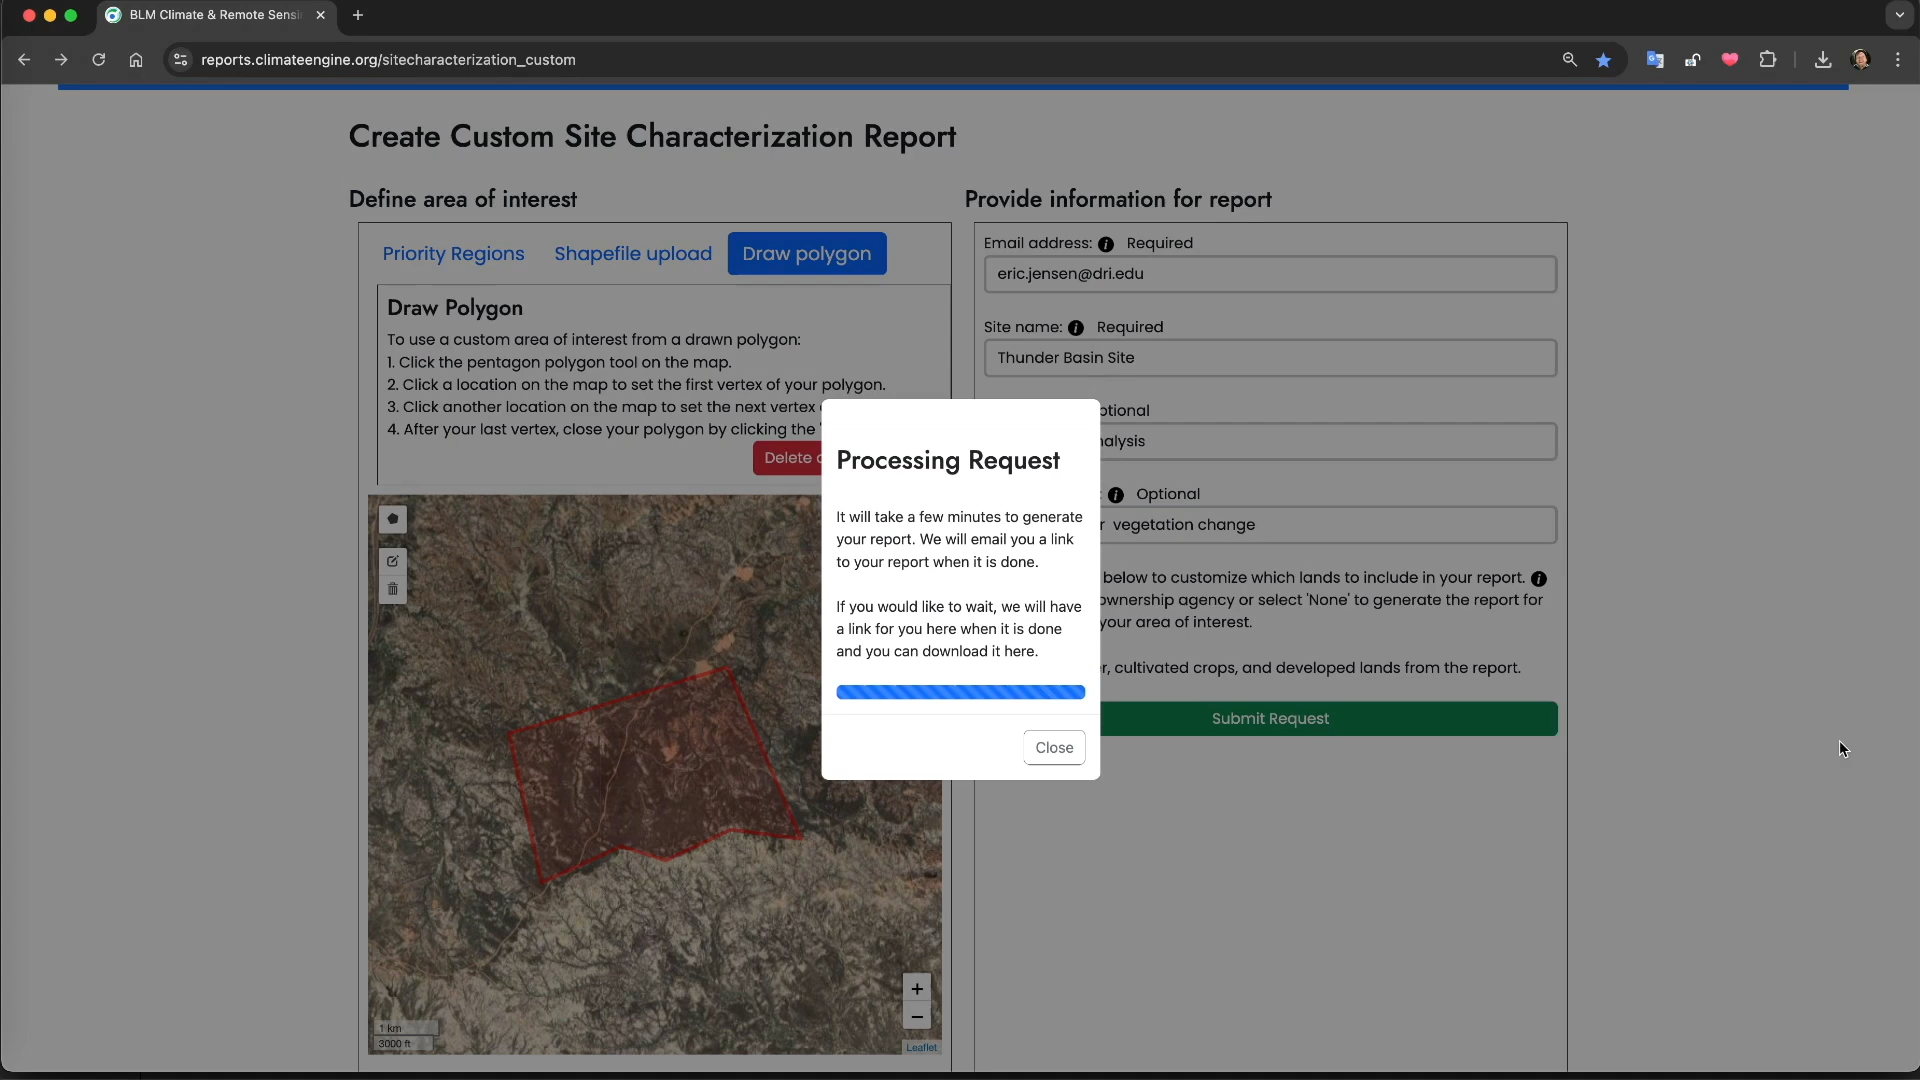 BLM Climate & Remote Sensi
reports.climateengine.org/sitecharacterization_custom
Create Custom Site Characterization Report
Define area of interest
Priority Regions
Shapefile upload
Draw polygon
Draw Polygon
To use a custom area of interest from a drawn polygon:
1. Click the pentagon polygon tool on the map.
2. Click a location on the map to set the first vertex of your polygon.
3. Click another location on the map to set the next vertex
4. After your last vertex, close your polygon by clicking the
Delete
1 km
3000 ft
+
−
Leaflet
Provide information for report
Email address: Required
eric.jensen@dri.edu
Site name: Required
Thunder Basin Site
ptional
nalysis
: Optional
r vegetation change
below to customize which lands to include in your report.
ownership agency or select 'None' to generate the report for
your area of interest.
r, cultivated crops, and developed lands from the report.
Submit Request
Processing Request
It will take a few minutes to generate
your report. We will email you a link
to your report when it is done.
If you would like to wait, we will have
a link for you here when it is done
and you can download it here.
Close